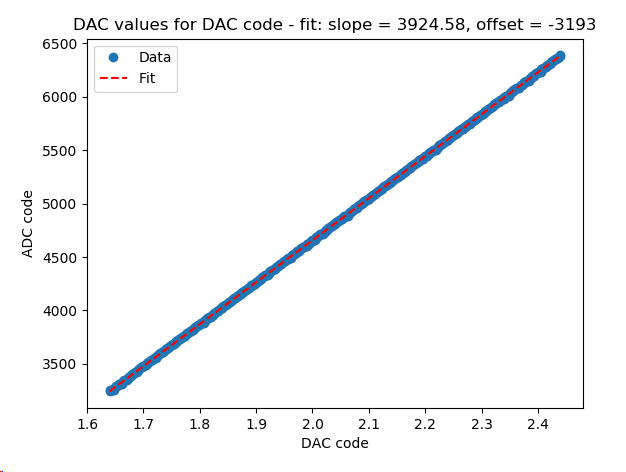 DAC values for DAC code - fit: slope = 3924.58, offset = -3193
6500
6000
5500
5000
4500
4000
3500
ADC code
Data
Fit
1.6 1.7 1.8 1.9 2.0 2.1 2.2 2.3 2.4
DAC code